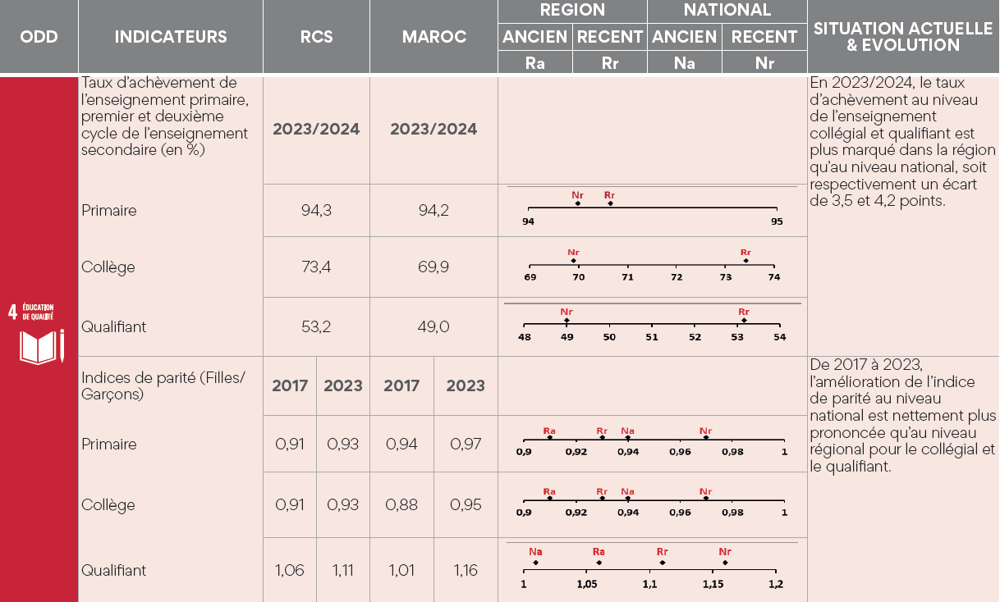 ODD
INDICATEURS
RCS
MAROC
REGION
NATIONAL
ANCIEN
RECENT
ANCIEN
RECENT
Ra
Rr
Na
Nr
SITUATION ACTUELLE
& EVOLUTION
4 ÉDUCATION
DE QUALITÉ
Taux d’achèvement de
l’enseignement primaire,
premier et deuxième
cycle de l’enseignement
secondaire (en %)
2023/2024
2023/2024
En 2023/2024, le taux
d’achèvement au niveau
de l’enseignement
collégial et qualifiant est
plus marqué dans la région
qu’au niveau national, soit
respectivement un écart
de 3,5 et 4,2 points.
Primaire
94,3
94,2
Nr Rr
94 95
Collège
73,4
69,9
Nr Rr
69 70 71 72 73 74
Qualifiant
53,2
49,0
Nr Rr
48 49 50 51 52 53 54
Indices de parité (Filles/
Garçons)
2017
2023
2017
2023
De 2017 à 2023,
l’amélioration de l’indice
de parité au niveau
national est nettement plus
prononcée qu’au niveau
régional pour le collégial et
le qualifiant.
Primaire
0,91
0,93
0,94
0,97
Ra Rr Na Nr
0,9 0,92 0,94 0,96 0,98 1
Collège
0,91
0,93
0,88
0,95
Ra Rr Na Nr
0,9 0,92 0,94 0,96 0,98 1
Qualifiant
1,06
1,11
1,01
1,16
Na Ra Rr Nr
1 1,05 1,1 1,15 1,2